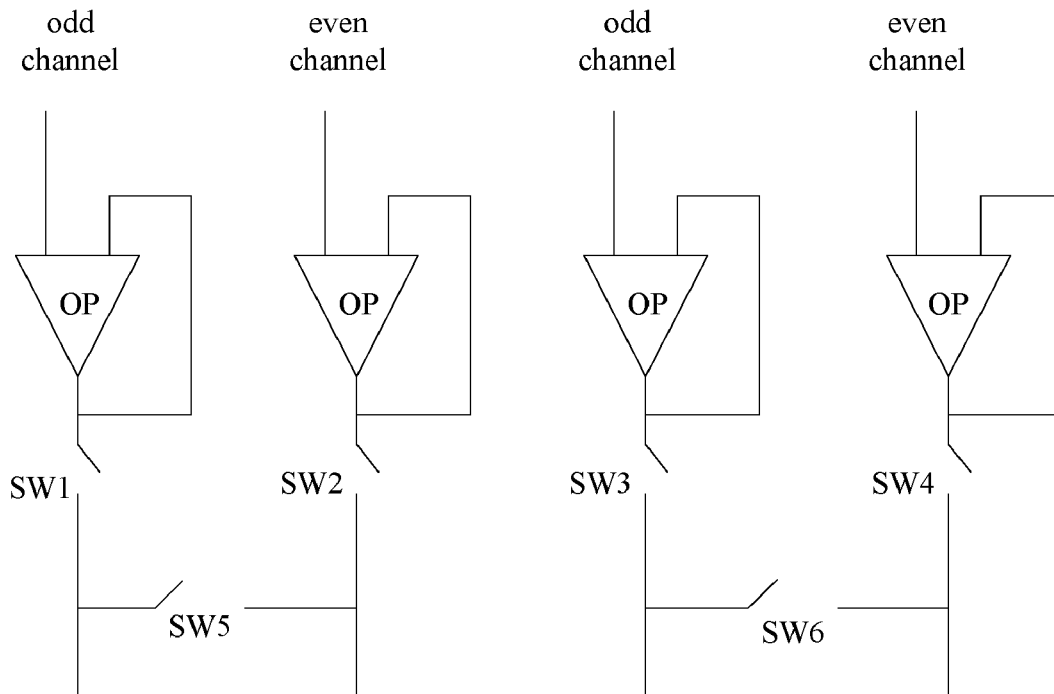 odd
channel
even
channel
odd
channel
even
channel
OP
OP
OP
OP
SW1
SW2
SW3
SW4
SW5
SW6